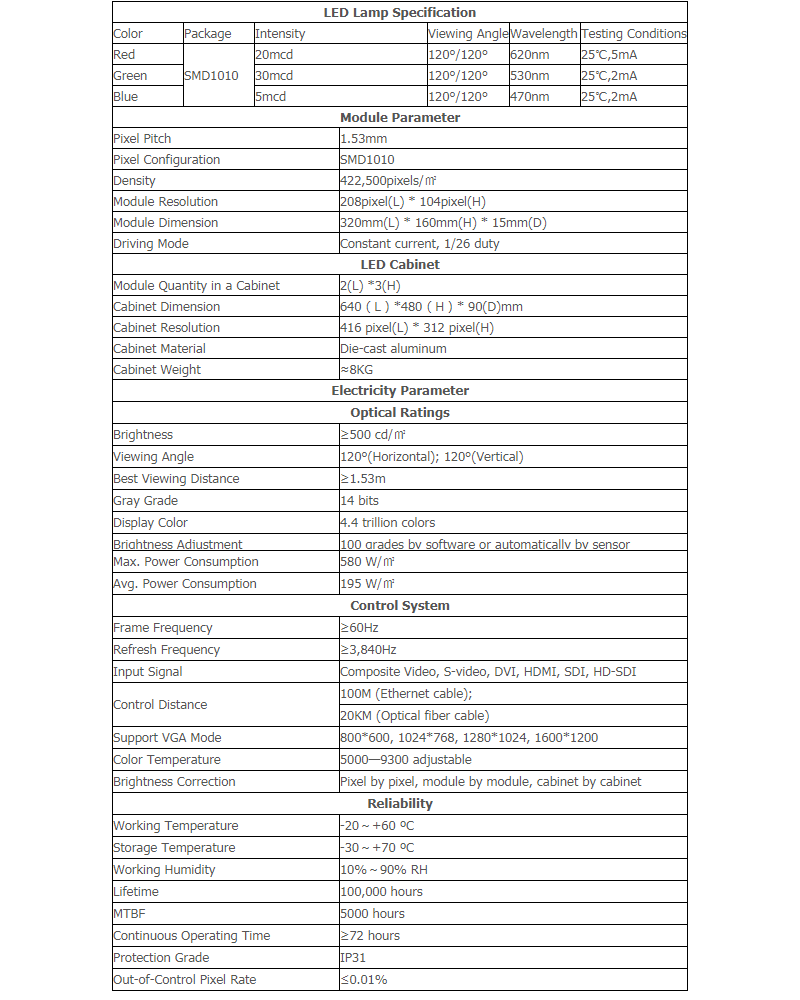 LED Lamp Specification
Color Package Intensity Viewing Angle Wavelength Testing Conditions
Red 20mcd 120º/120º 620nm 25℃,5mA
Green SMD1010 30mcd 120º/120º 530nm 25℃,2mA
Blue 5mcd 120º/120º 470nm 25℃,2mA
Module Parameter
Pixel Pitch 1.53mm
Pixel Configuration SMD1010
Density 422,500pixels/㎡
Module Resolution 208pixel(L) * 104pixel(H)
Module Dimension 320mm(L) * 160mm(H) * 15mm(D)
Driving Mode Constant current, 1/26 duty
LED Cabinet
Module Quantity in a Cabinet 2(L) *3(H)
Cabinet Dimension 640 ( L ) *480 ( H ) * 90(D)mm
Cabinet Resolution 416 pixel(L) * 312 pixel(H)
Cabinet Material Die-cast aluminum
Cabinet Weight ≈8KG
Electricity Parameter
Optical Ratings
Brightness ≥500 cd/㎡
Viewing Angle 120º(Horizontal); 120º(Vertical)
Best Viewing Distance ≥1.53m
Gray Grade 14 bits
Display Color 4.4 trillion colors
Brightness Adjustment 100 grades by software or automatically by sensor
Max. Power Consumption 580 W/㎡
Avg. Power Consumption 195 W/㎡
Control System
Frame Frequency ≥60Hz
Refresh Frequency ≥3,840Hz
Input Signal Composite Video, S-video, DVI, HDMI, SDI, HD-SDI
Control Distance 100M (Ethernet cable);
20KM (Optical fiber cable)
Support VGA Mode 800*600, 1024*768, 1280*1024, 1600*1200
Color Temperature 5000—9300 adjustable
Brightness Correction Pixel by pixel, module by module, cabinet by cabinet
Reliability
Working Temperature -20～+60 ºC
Storage Temperature -30～+70 ºC
Working Humidity 10%～90% RH
Lifetime 100,000 hours
MTBF 5000 hours
Continuous Operating Time ≥72 hours
Protection Grade IP31
Out-of-Control Pixel Rate ≤0.01%